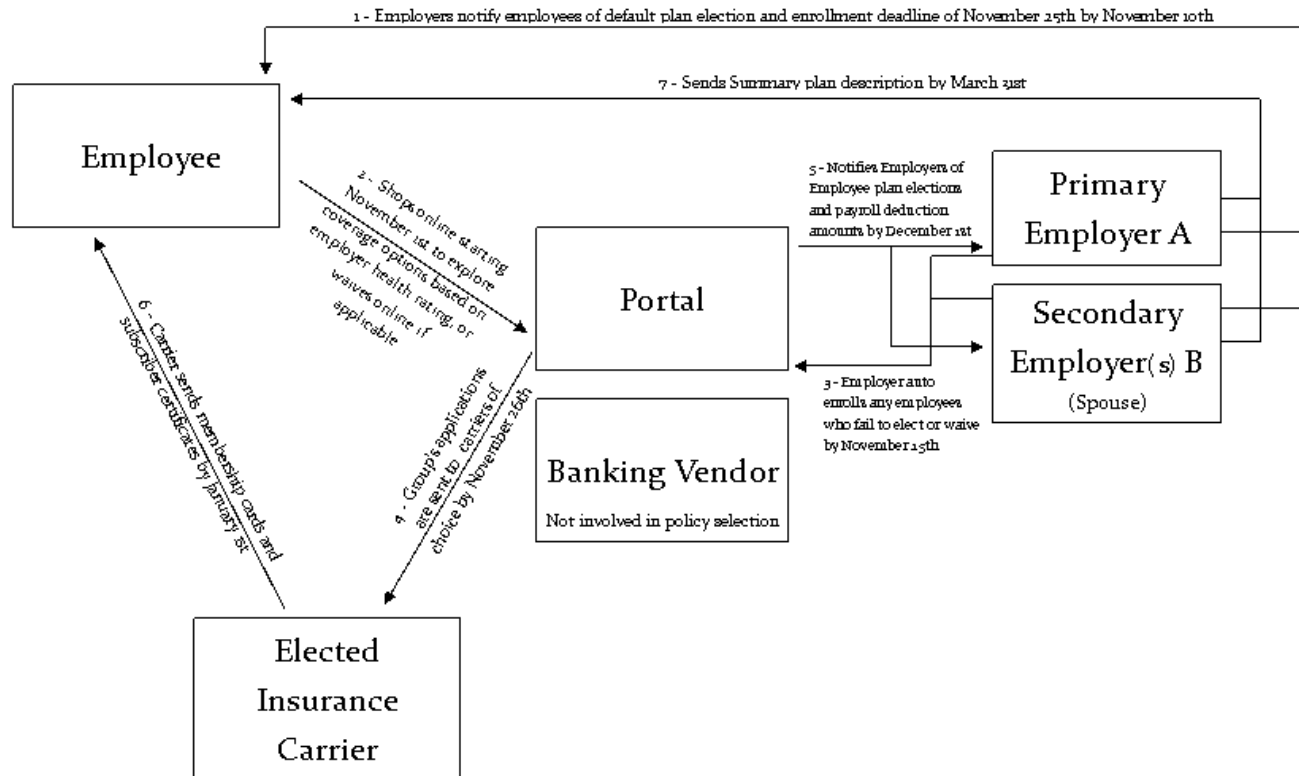 1 - Employers notify employees of default plan election and enrollment deadline of November 25th by November 10th
7 - Sends Summary plan description by March 31st
Employee
2 - Shops online starting
November 1st to explore
coverage options based on
employer health rating, or
waives online if
applicable
5 - Notifies Employers of
Employee plan elections
and payroll deduction
amounts by December 1st
Primary
Employer A
Portal
Secondary
Employer(s) B
(Spouse)
3 - Employer auto
enrolls any employees
who fail to elect or waive
by November 25th
6 - Carrier sends membership cards and
subscriber certificates by January 1st
4 - Group's applications
are sent to carriers of
choice by November 26th
Banking Vendor
Not involved in policy selection
Elected
Insurance
Carrier